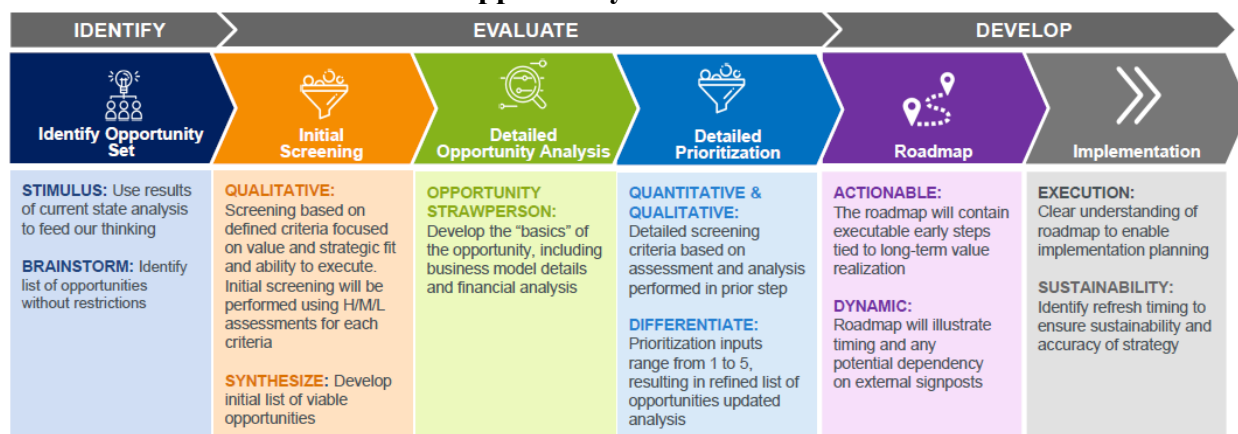 IDENTIFY
EVALUATE
DEVELOP
Identify Opportunity
Set
Initial
Screening
Detailed
Opportunity Analysis
Detailed
Prioritization
Roadmap
Implementation
STIMULUS: Use results
of current state analysis
to feed our thinking
BRAINSTORM: Identify
list of opportunities
without restrictions
QUALITATIVE:
Screening based on
defined criteria focused
on value and strategic fit
and ability to execute.
Initial screening will be
performed using H/M/L
assessments for each
criteria
SYNTHESIZE: Develop
initial list of viable
opportunities
OPPORTUNITY
STRAWPERSON:
Develop the “basics” of
the opportunity, including
business model details
and financial analysis
QUANTITATIVE &
QUALITATIVE:
Detailed screening
criteria based on
assessment and analysis
performed in prior step
DIFFERENTIATE:
Prioritization inputs
range from 1 to 5,
resulting in refined list of
opportunities updated
analysis
ACTIONABLE:
The roadmap will contain
executable early steps
tied to long-term value
realization
DYNAMIC:
Roadmap will illustrate
timing and any
potential dependency
on external signposts
EXECUTION:
Clear understanding of
roadmap to enable
implementation planning
SUSTAINABILITY:
Identify refresh timing to
ensure sustainability and
accuracy of strategy